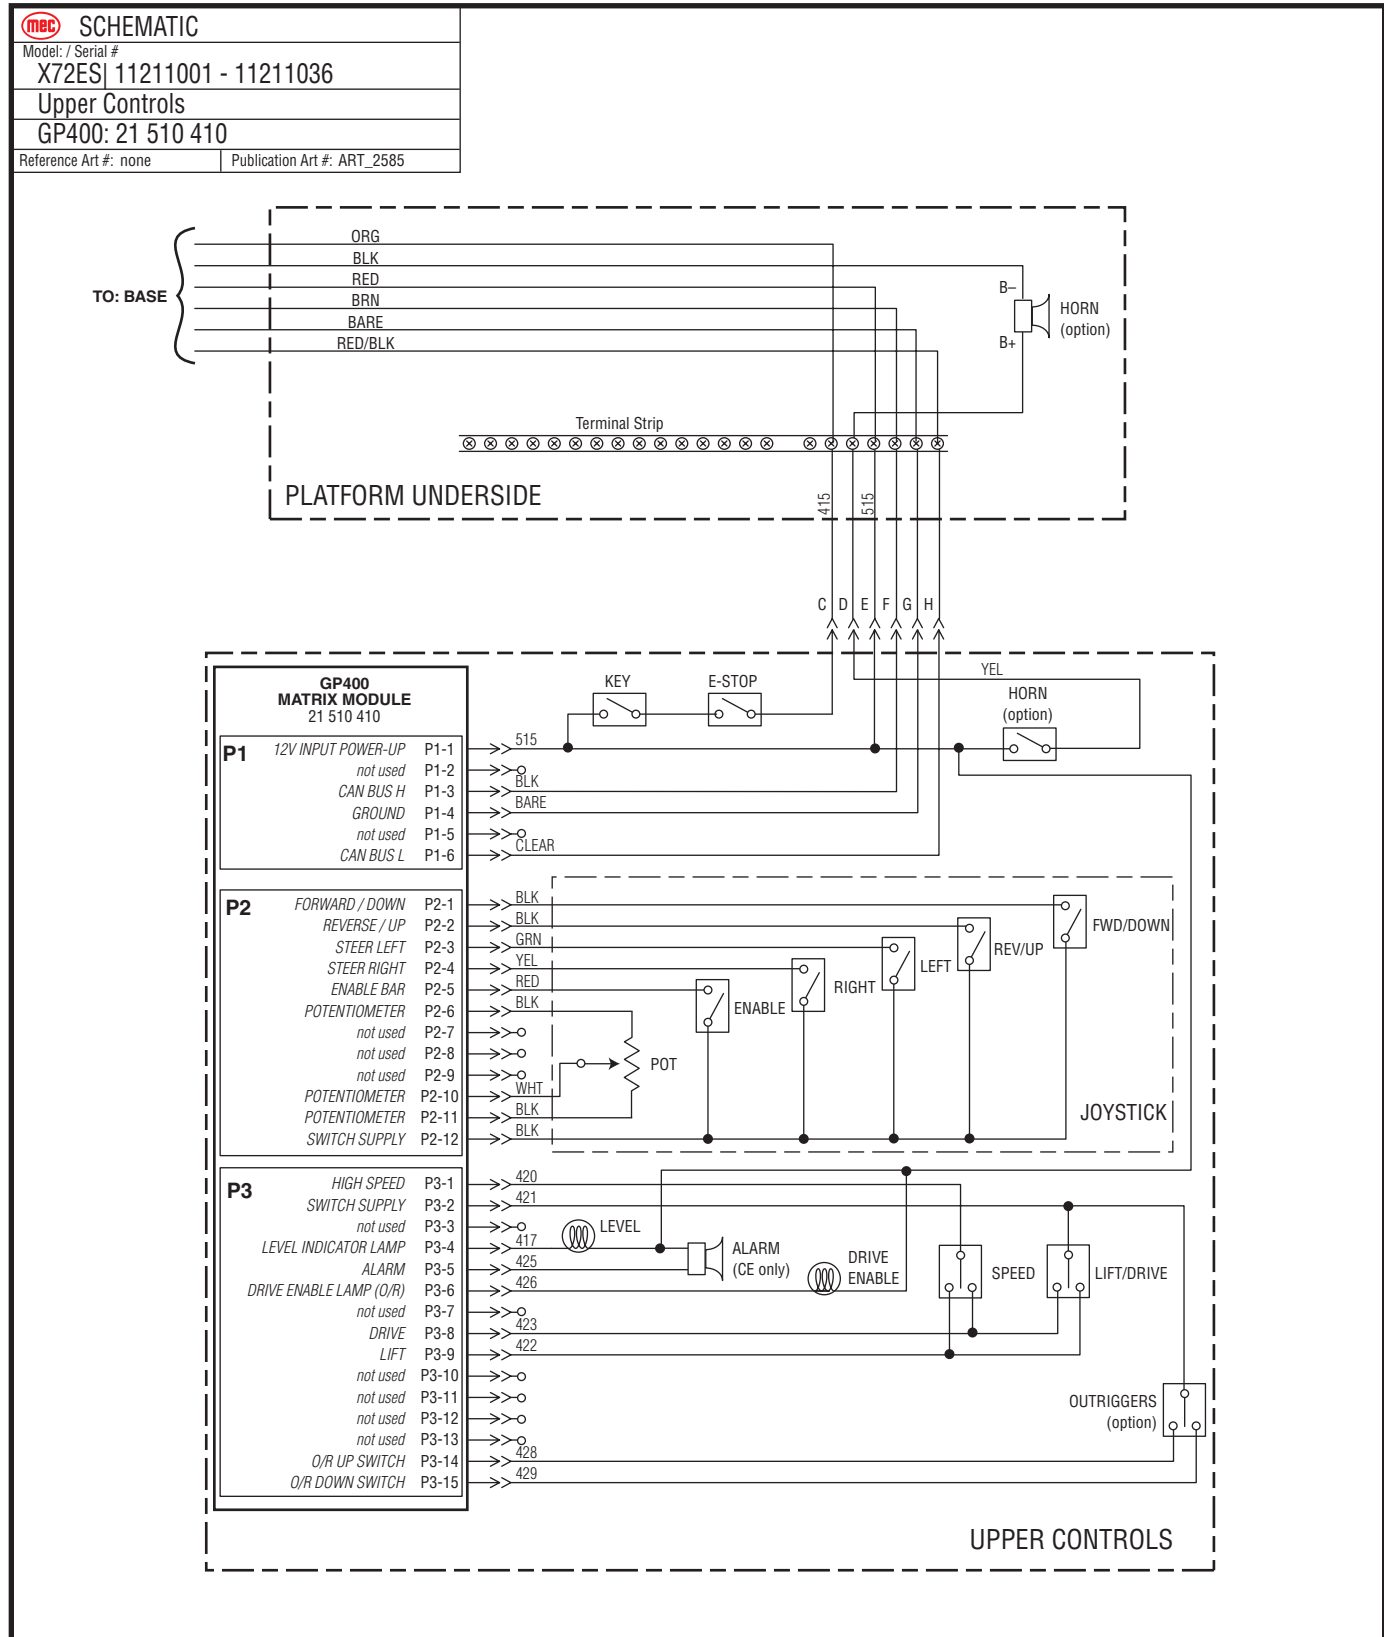 mec SCHEMATIC
Model: / Serial #
X72ES| 11211001 - 11211036
Upper Controls
GP400: 21 510 410
Reference Art #: none Publication Art #: ART_2585
TO: BASE
ORG
BLK
RED
BRN
BARE
RED/BLK
B–
HORN
(option)
B+
Terminal Strip
PLATFORM UNDERSIDE
415
515
C D E F G H
GP400
MATRIX MODULE
21 510 410
KEY
E-STOP
YEL
HORN
(option)
P1
12V INPUT POWER-UP P1-1 515
not used P1-2
CAN BUS H P1-3 BLK
GROUND P1-4 BARE
not used P1-5
CAN BUS L P1-6 CLEAR
P2
FORWARD / DOWN P2-1 BLK
REVERSE / UP P2-2 BLK
STEER LEFT P2-3 GRN
STEER RIGHT P2-4 YEL
ENABLE BAR P2-5 RED
POTENTIOMETER P2-6 BLK
not used P2-7
not used P2-8
not used P2-9
POTENTIOMETER P2-10 WHT
POTENTIOMETER P2-11 BLK
SWITCH SUPPLY P2-12 BLK
FWD/DOWN
REV/UP
LEFT
RIGHT
ENABLE
POT
JOYSTICK
P3
HIGH SPEED P3-1 420
SWITCH SUPPLY P3-2 421
not used P3-3
LEVEL INDICATOR LAMP P3-4 417
ALARM P3-5 425
DRIVE ENABLE LAMP (O/R) P3-6 426
not used P3-7
DRIVE P3-8 423
LIFT P3-9 422
not used P3-10
not used P3-11
not used P3-12
not used P3-13
O/R UP SWITCH P3-14 428
O/R DOWN SWITCH P3-15 429
LEVEL
ALARM
(CE only)
DRIVE
ENABLE
SPEED
LIFT/DRIVE
OUTRIGGERS
(option)
UPPER CONTROLS